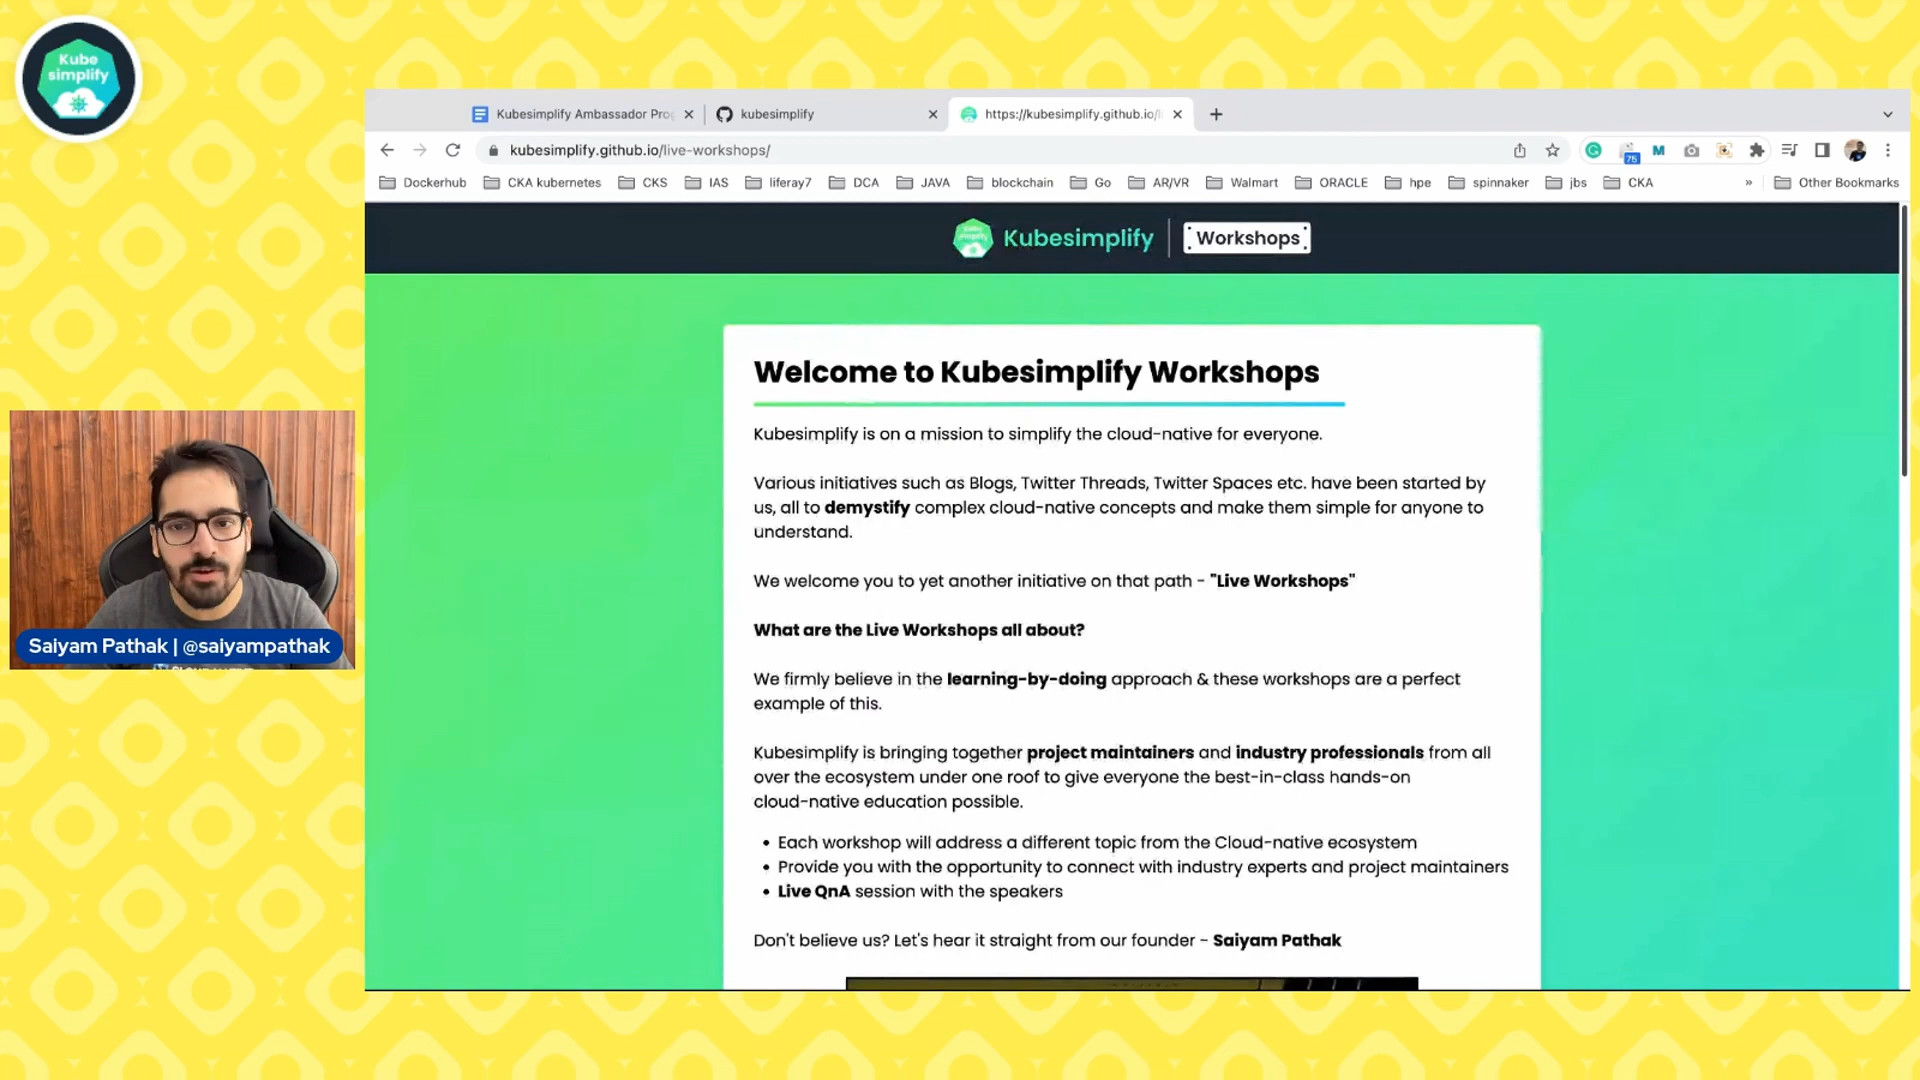 Kube
simplify
Kubesimplify Ambassador Pro
kubesimplify
https://kubesimplify.github.io/l
kubesimplify.github.io/live-workshops/
75
M
Dockerhub
CKA kubernetes
CKS
IAS
liferay7
DCA
JAVA
blockchain
Go
AR/VR
Walmart
ORACLE
hpe
spinnaker
jbs
CKA
»
Other Bookmarks
Kubesimplify
Workshops
Welcome to Kubesimplify Workshops
Kubesimplify is on a mission to simplify the cloud-native for everyone.
Various initiatives such as Blogs, Twitter Threads, Twitter Spaces etc. have been started by
us, all to demystify complex cloud-native concepts and make them simple for anyone to
understand.
We welcome you to yet another initiative on that path - "Live Workshops"
What are the Live Workshops all about?
We firmly believe in the learning-by-doing approach & these workshops are a perfect
example of this.
Kubesimplify is bringing together project maintainers and industry professionals from all
over the ecosystem under one roof to give everyone the best-in-class hands-on
cloud-native education possible.
• Each workshop will address a different topic from the Cloud-native ecosystem
• Provide you with the opportunity to connect with industry experts and project maintainers
• Live QnA session with the speakers
Don't believe us? Let's hear it straight from our founder - Saiyam Pathak
Saiyam Pathak | @saiyampathak